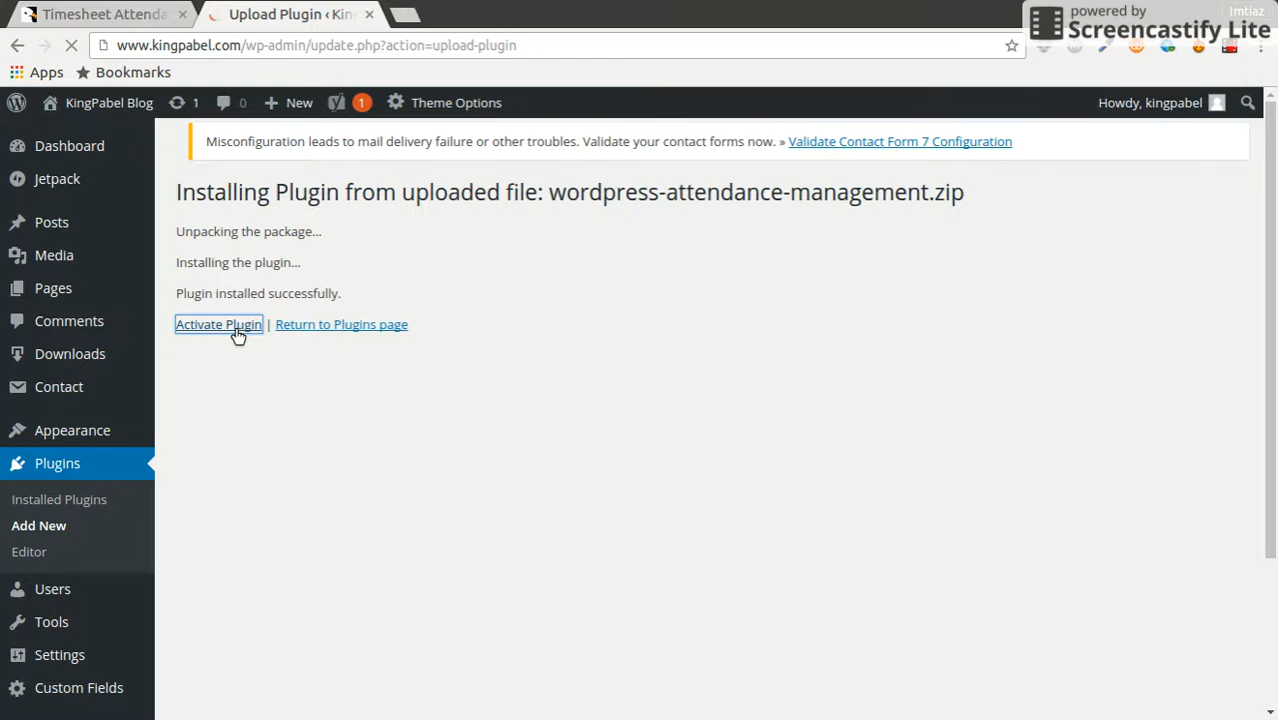 Timesheet Attenda
Upload Plugin ‹ Kin
powered by
Imtiaz
Screencastify Lite
www.kingpabel.com/wp-admin/update.php?action=upload-plugin
Apps
Bookmarks
KingPabel Blog
1
0
New
1
Theme Options
Howdy, kingpabel
Dashboard
Jetpack
Posts
Media
Pages
Comments
Downloads
Contact
Appearance
Plugins
Installed Plugins
Add New
Editor
Users
Tools
Settings
Custom Fields
Misconfiguration leads to mail delivery failure or other troubles. Validate your contact forms now. » Validate Contact Form 7 Configuration
Installing Plugin from uploaded file: wordpress-attendance-management.zip
Unpacking the package…
Installing the plugin…
Plugin installed successfully.
Activate Plugin | Return to Plugins page